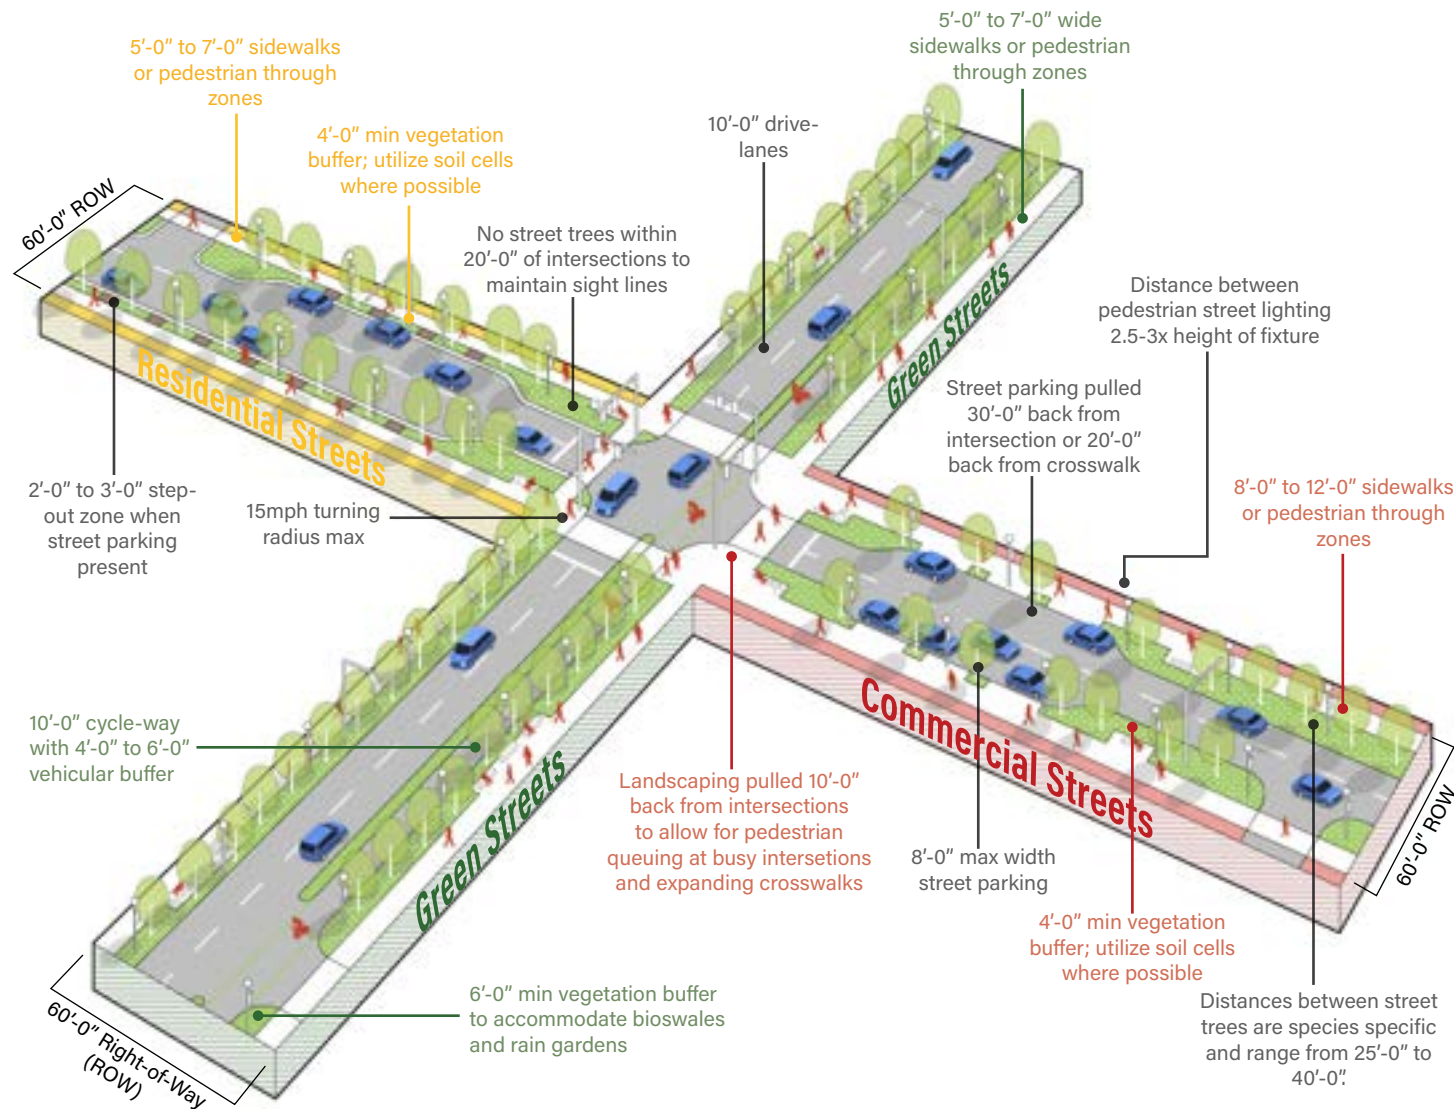 5'-0" to 7'-0" sidewalks
or pedestrian through
zones
4'-0" min vegetation
buffer; utilize soil cells
where possible
No street trees within
20'-0" of intersections to
maintain sight lines
10'-0" drive-
lanes
5'-0" to 7'-0" wide
sidewalks or pedestrian
through zones
Distance between
pedestrian street lighting
2.5-3x height of fixture
Street parking pulled
30'-0" back from
intersection or 20'-0"
back from crosswalk
8'-0" to 12'-0" sidewalks
or pedestrian through
zones
60'-0" ROW
Residential Streets
Green Streets
2'-0" to 3'-0" step-
out zone when
street parking
present
15mph turning
radius max
10'-0" cycle-way
with 4'-0" to 6'-0"
vehicular buffer
Green Streets
Landscaping pulled 10'-0"
back from intersections
to allow for pedestrian
queuing at busy intersetions
and expanding crosswalks
Commercial Streets
8'-0" max width
street parking
4'-0" min vegetation
buffer; utilize soil cells
where possible
60'-0" ROW
Distances between street
trees are species specific
and range from 25'-0" to
40'-0".
6'-0" min vegetation buffer
to accommodate bioswales
and rain gardens
60'-0" Right-of-Way
(ROW)